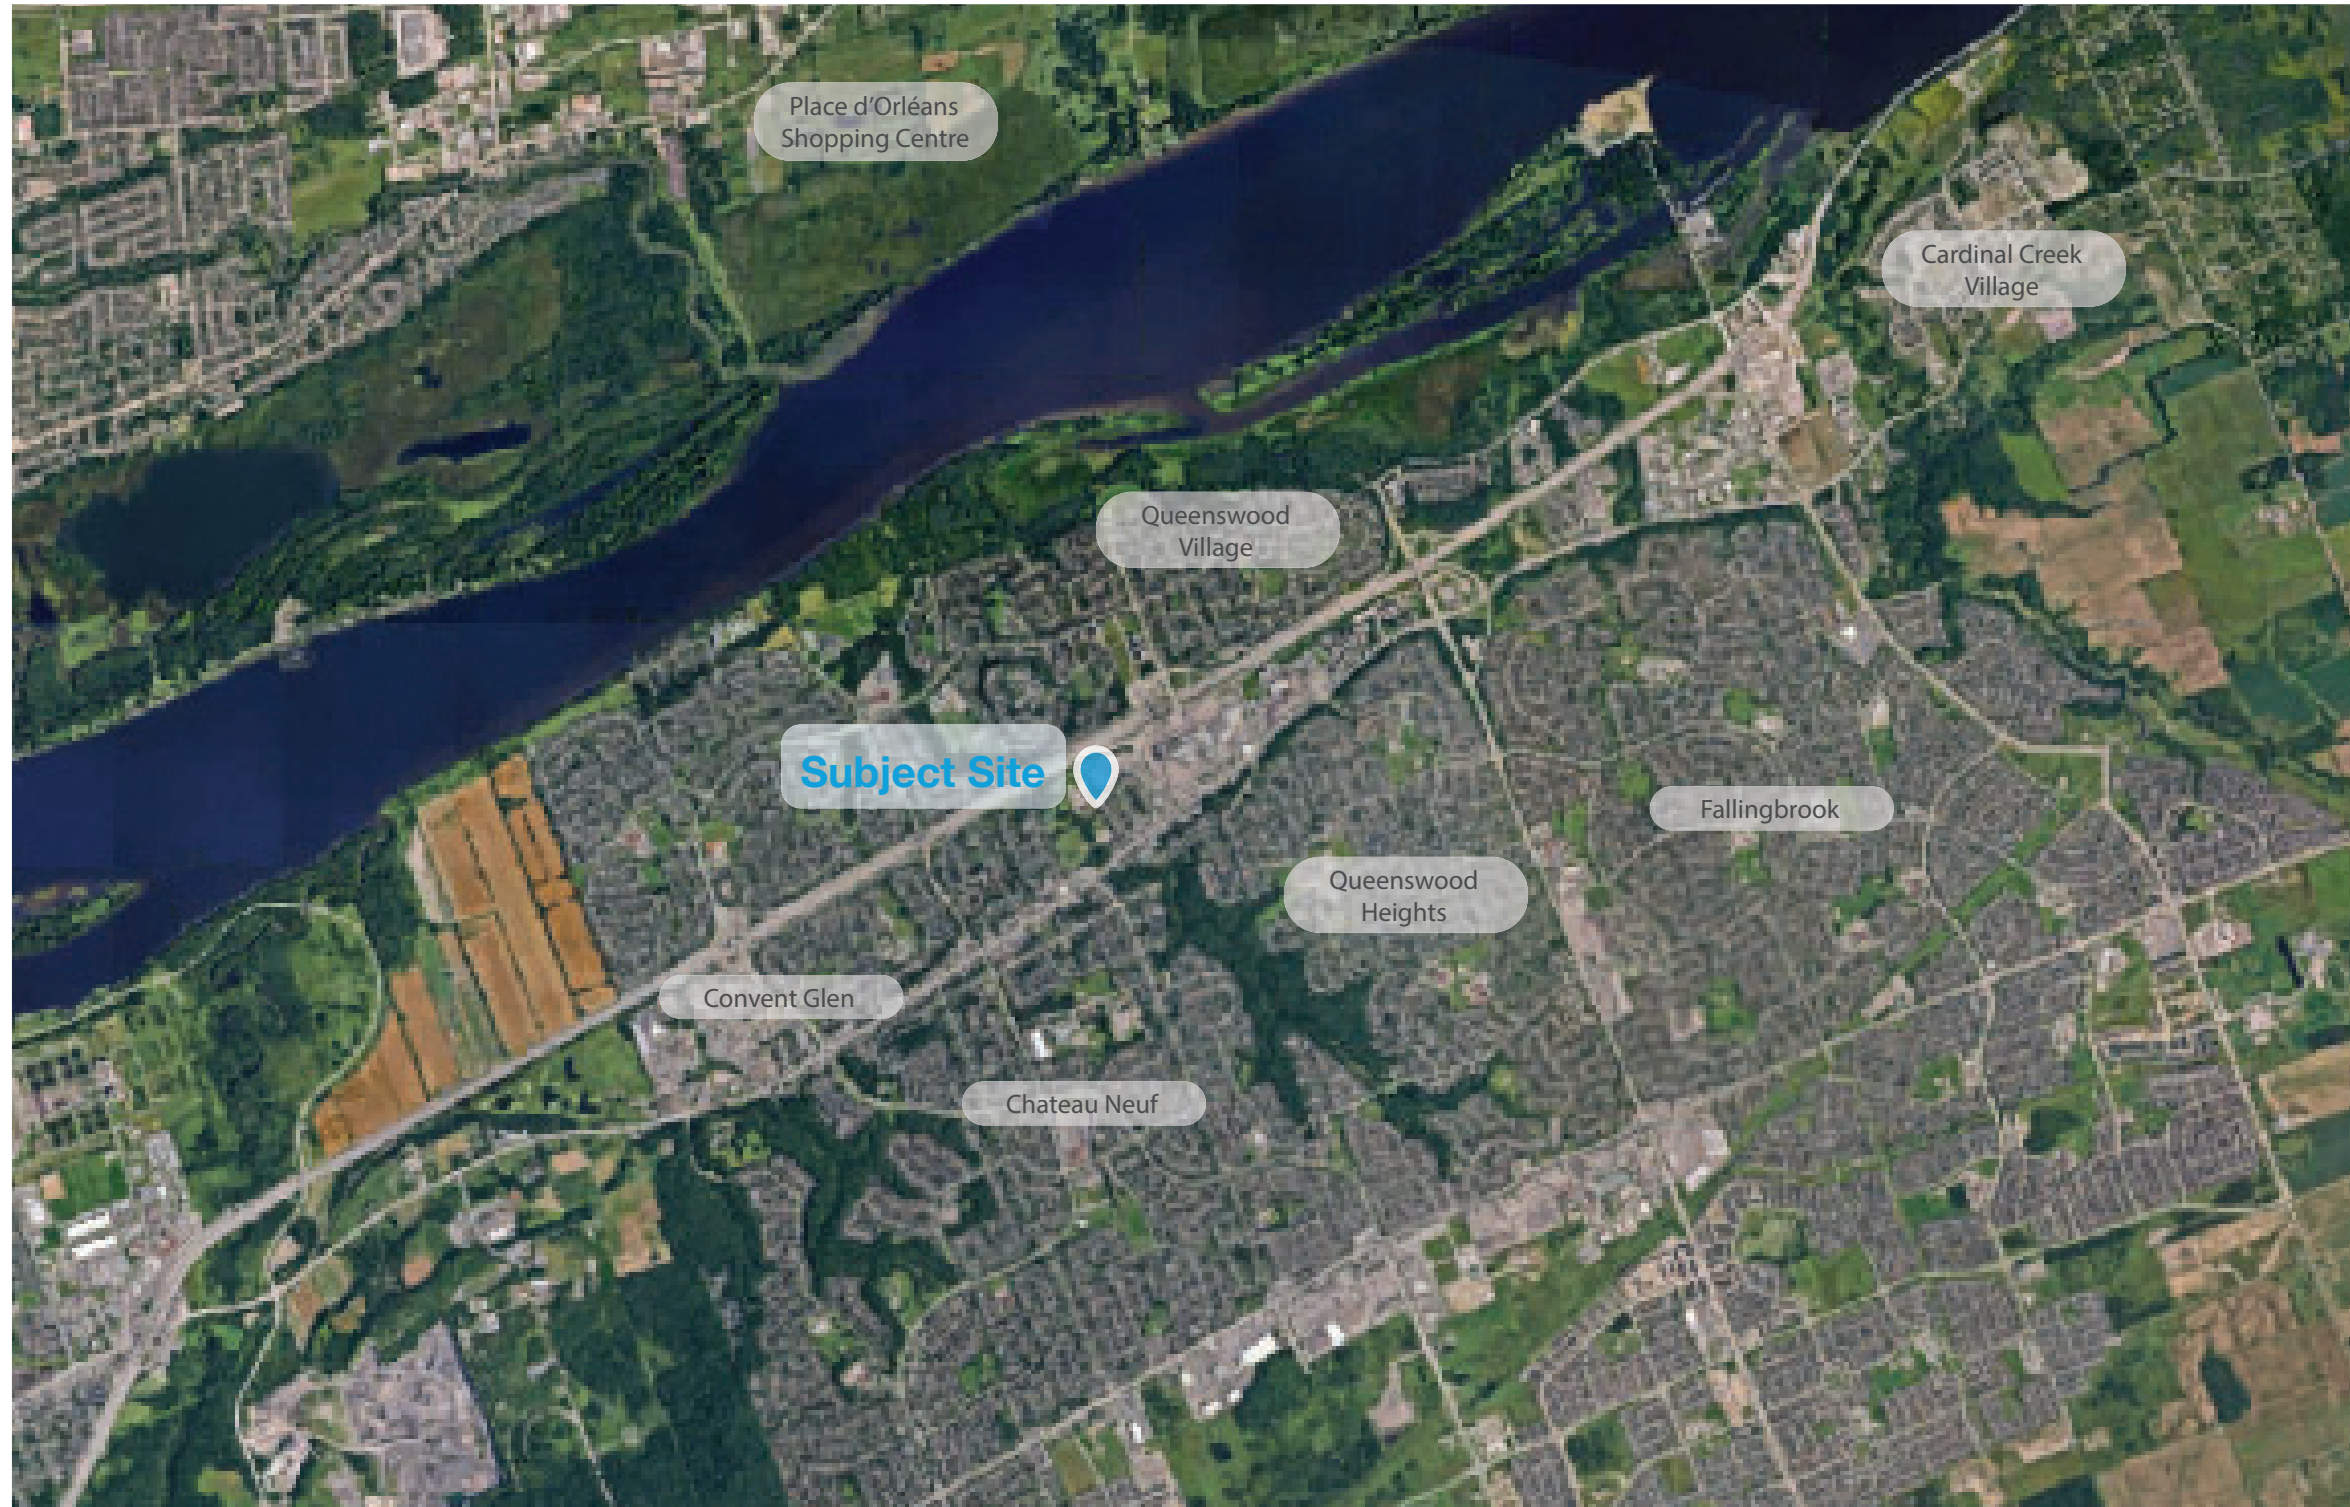 Place d'Orléans
Shopping Centre
Cardinal Creek
Village
Queenswood
Village
Subject Site
Fallingbrook
Queenswood
Heights
Convent Glen
Chateau Neuf